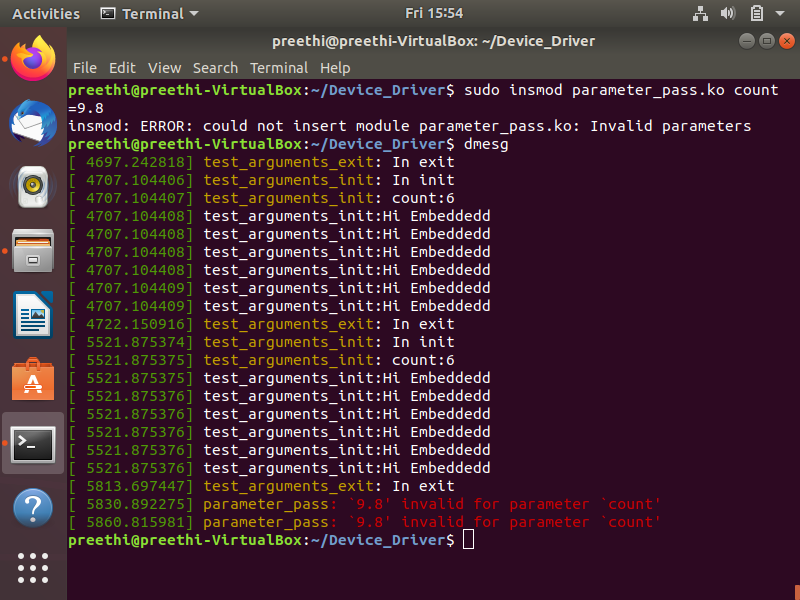 Activities Terminal Fri 15:54
preethi@preethi-VirtualBox: ~/Device_Driver
File Edit View Search Terminal Help
preethi@preethi-VirtualBox:~/Device_Driver$ sudo insmod parameter_pass.ko count
=9.8
insmod: ERROR: could not insert module parameter_pass.ko: Invalid parameters
preethi@preethi-VirtualBox:~/Device_Driver$ dmesg
[ 4697.242818] test_arguments_exit: In exit
[ 4707.104406] test_arguments_init: In init
[ 4707.104407] test_arguments_init: count:6
[ 4707.104408] test_arguments_init:Hi Embeddedd
[ 4707.104408] test_arguments_init:Hi Embeddedd
[ 4707.104408] test_arguments_init:Hi Embeddedd
[ 4707.104408] test_arguments_init:Hi Embeddedd
[ 4707.104409] test_arguments_init:Hi Embeddedd
[ 4707.104409] test_arguments_init:Hi Embeddedd
[ 4722.150916] test_arguments_exit: In exit
[ 5521.875374] test_arguments_init: In init
[ 5521.875375] test_arguments_init: count:6
[ 5521.875375] test_arguments_init:Hi Embeddedd
[ 5521.875376] test_arguments_init:Hi Embeddedd
[ 5521.875376] test_arguments_init:Hi Embeddedd
[ 5521.875376] test_arguments_init:Hi Embeddedd
[ 5521.875376] test_arguments_init:Hi Embeddedd
[ 5521.875376] test_arguments_init:Hi Embeddedd
[ 5813.697447] test_arguments_exit: In exit
[ 5830.892275] parameter_pass: `9.8' invalid for parameter `count'
[ 5860.815981] parameter_pass: `9.8' invalid for parameter `count'
preethi@preethi-VirtualBox:~/Device_Driver$